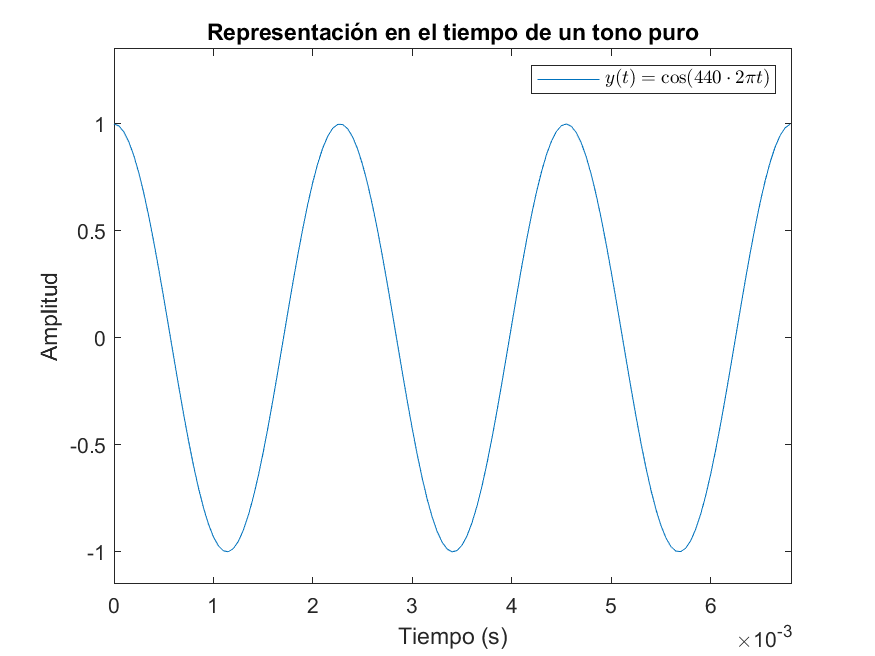 Representación en el tiempo de un tono puro
y(t) = cos(440 · 2πt)
1
0.5
0
-0.5
-1
Amplitud
0 1 2 3 4 5 6
Tiempo (s)
×10⁻³